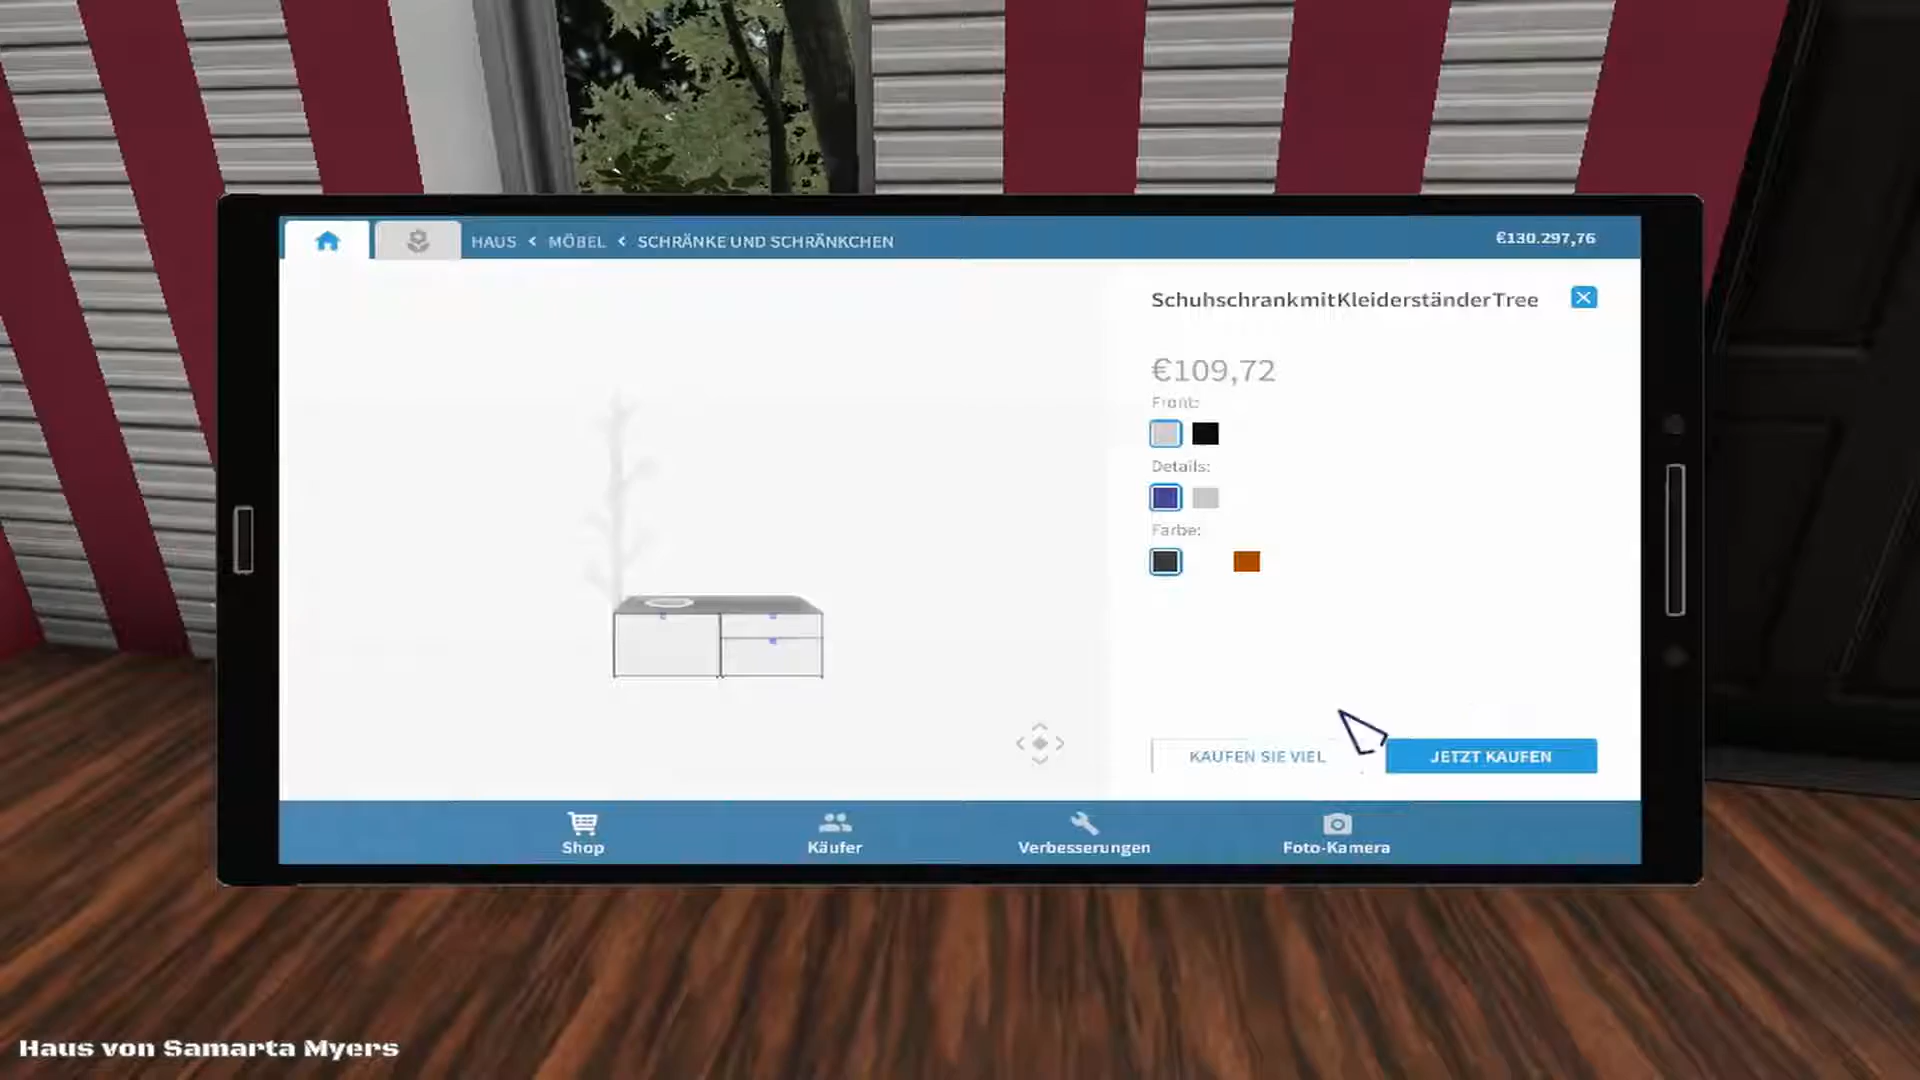 HAUS < MÖBEL < SCHRÄNKE UND SCHRÄNKCHEN
€130.297,76
SchuhschrankmitKleiderständerTree
€109,72
Front:
Details:
Farbe:
KAUFEN SIE VIEL
JETZT KAUFEN
Shop
Käufer
Verbesserungen
Foto-Kamera
Haus von Samarta Myers